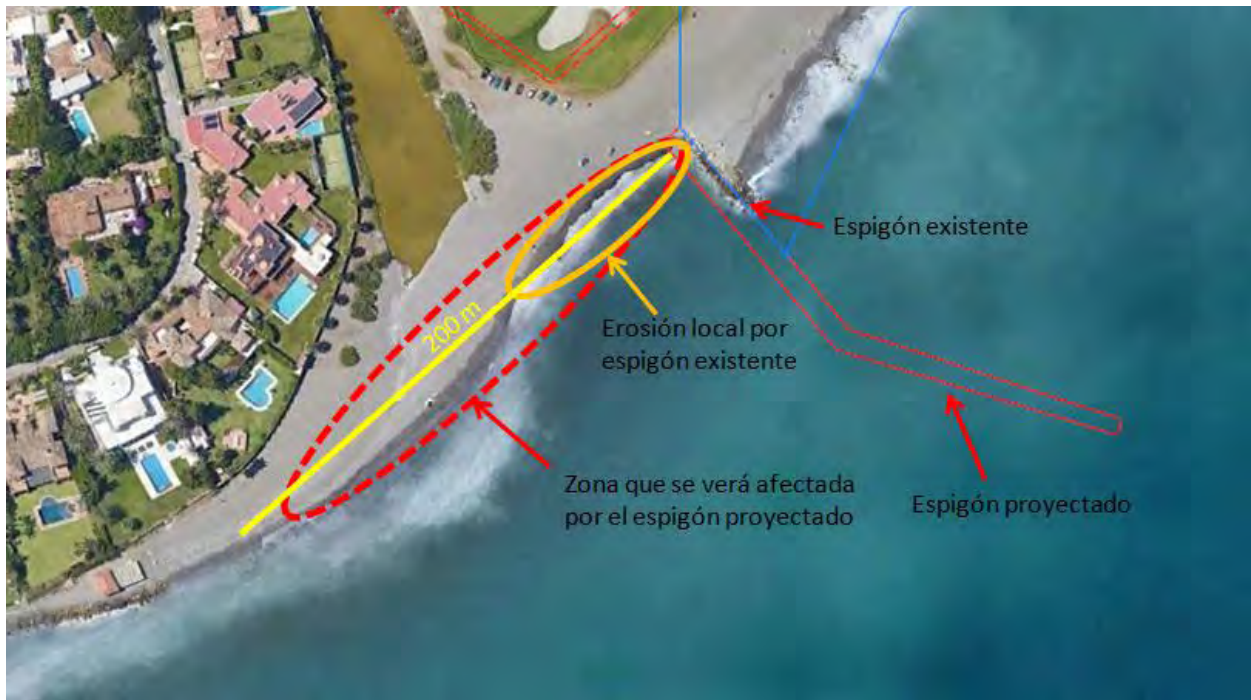 Espigón existente
200 m
Erosión local por
espigón existente
Zona que se verá afectada
por el espigón proyectado
Espigón proyectado